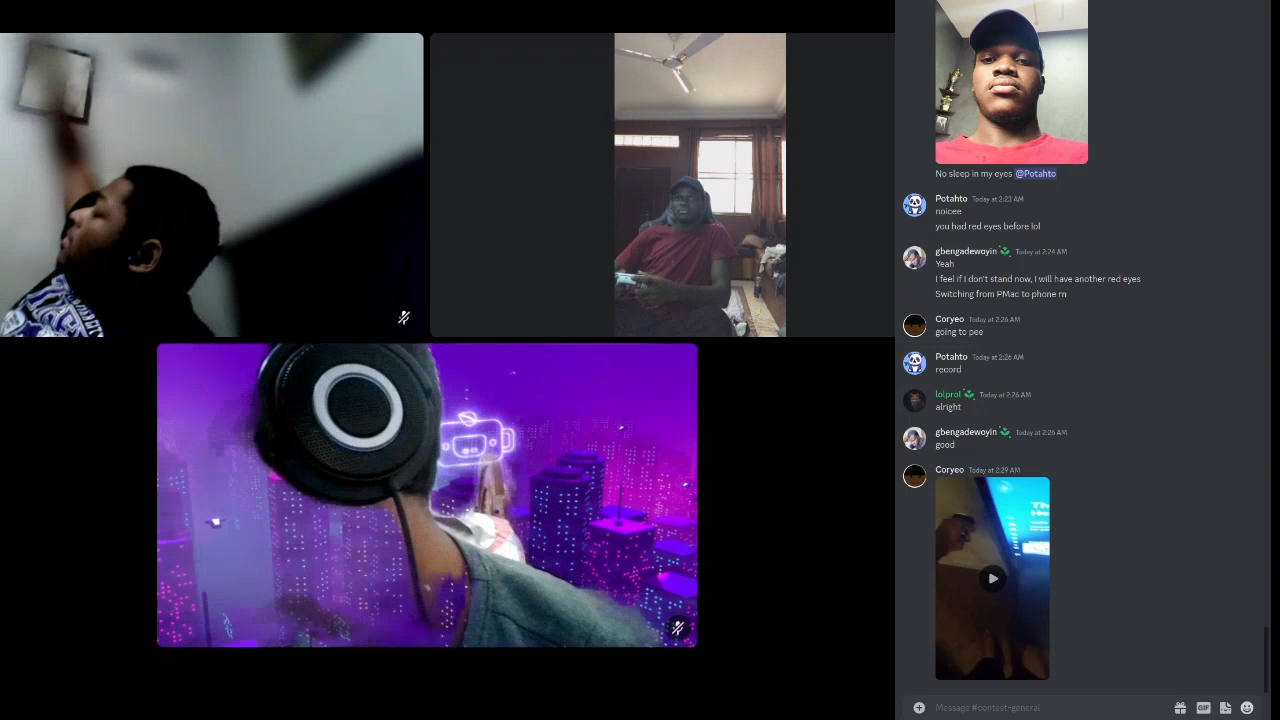 No sleep in my eyes @Potahto
Potahto Today at 2:23 AM
noicee
you had red eyes before lol
gbengadewoyin Today at 2:24 AM
Yeah
I feel if I don't stand now, I will have another red eyes
Switching from PMac to phone rn
Coryeo Today at 2:26 AM
going to pee
Potahto Today at 2:26 AM
record
lolprol Today at 2:26 AM
alright
gbengadewoyin Today at 2:26 AM
good
Coryeo Today at 2:29 AM
Message #contest-general
GIF